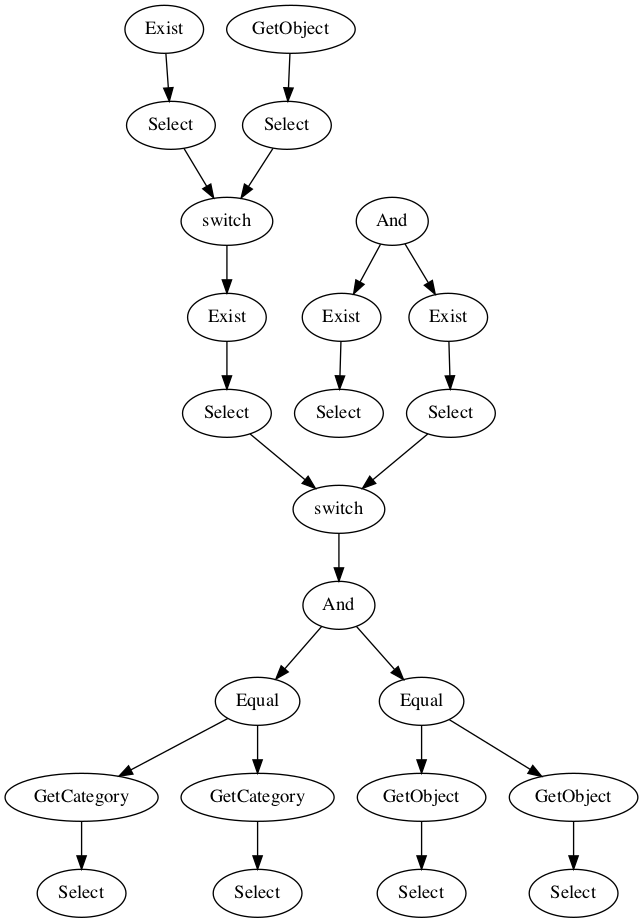 Exist GetObject
Select Select
switch And
Exist Exist Exist
Select Select Select
switch
And
Equal Equal
GetCategory GetCategory GetObject GetObject
Select Select Select Select